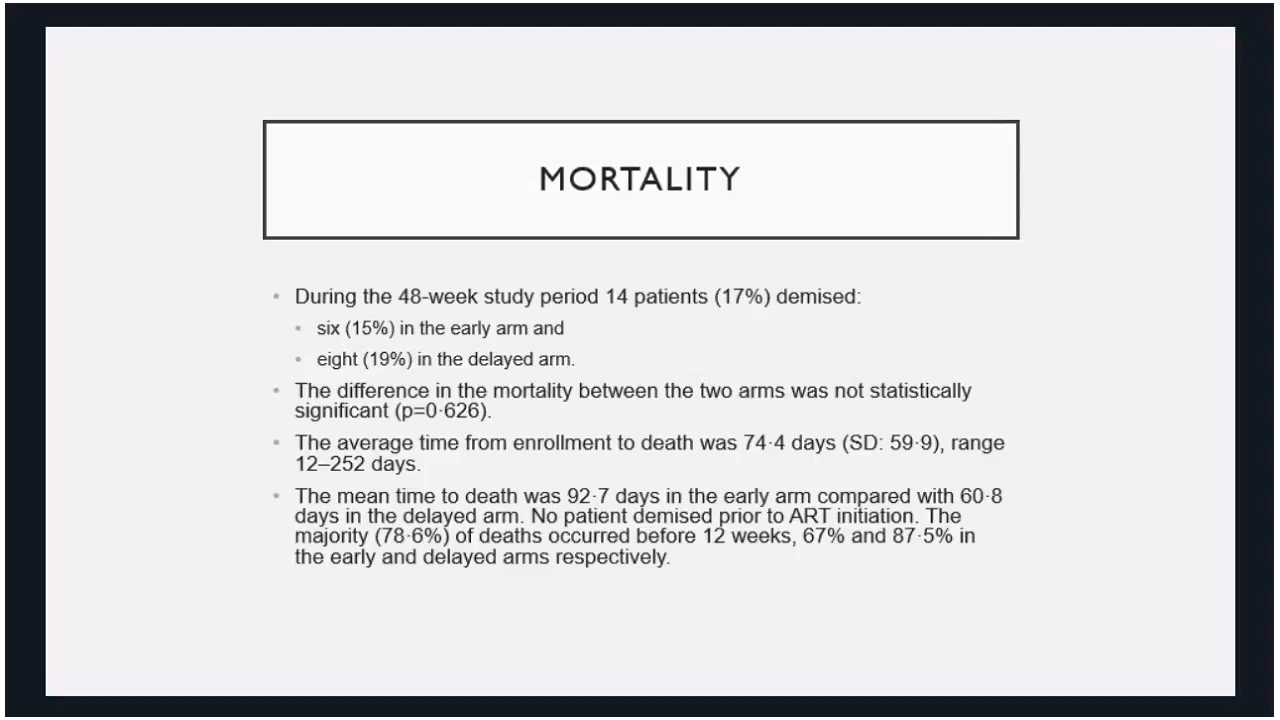 MORTALITY
• During the 48-week study period 14 patients (17%) demised:
• six (15%) in the early arm and
• eight (19%) in the delayed arm.
• The difference in the mortality between the two arms was not statistically
significant (p=0·626).
• The average time from enrollment to death was 74·4 days (SD: 59·9), range
12–252 days.
• The mean time to death was 92·7 days in the early arm compared with 60·8
days in the delayed arm. No patient demised prior to ART initiation. The
majority (78·6%) of deaths occurred before 12 weeks, 67% and 87·5% in
the early and delayed arms respectively.